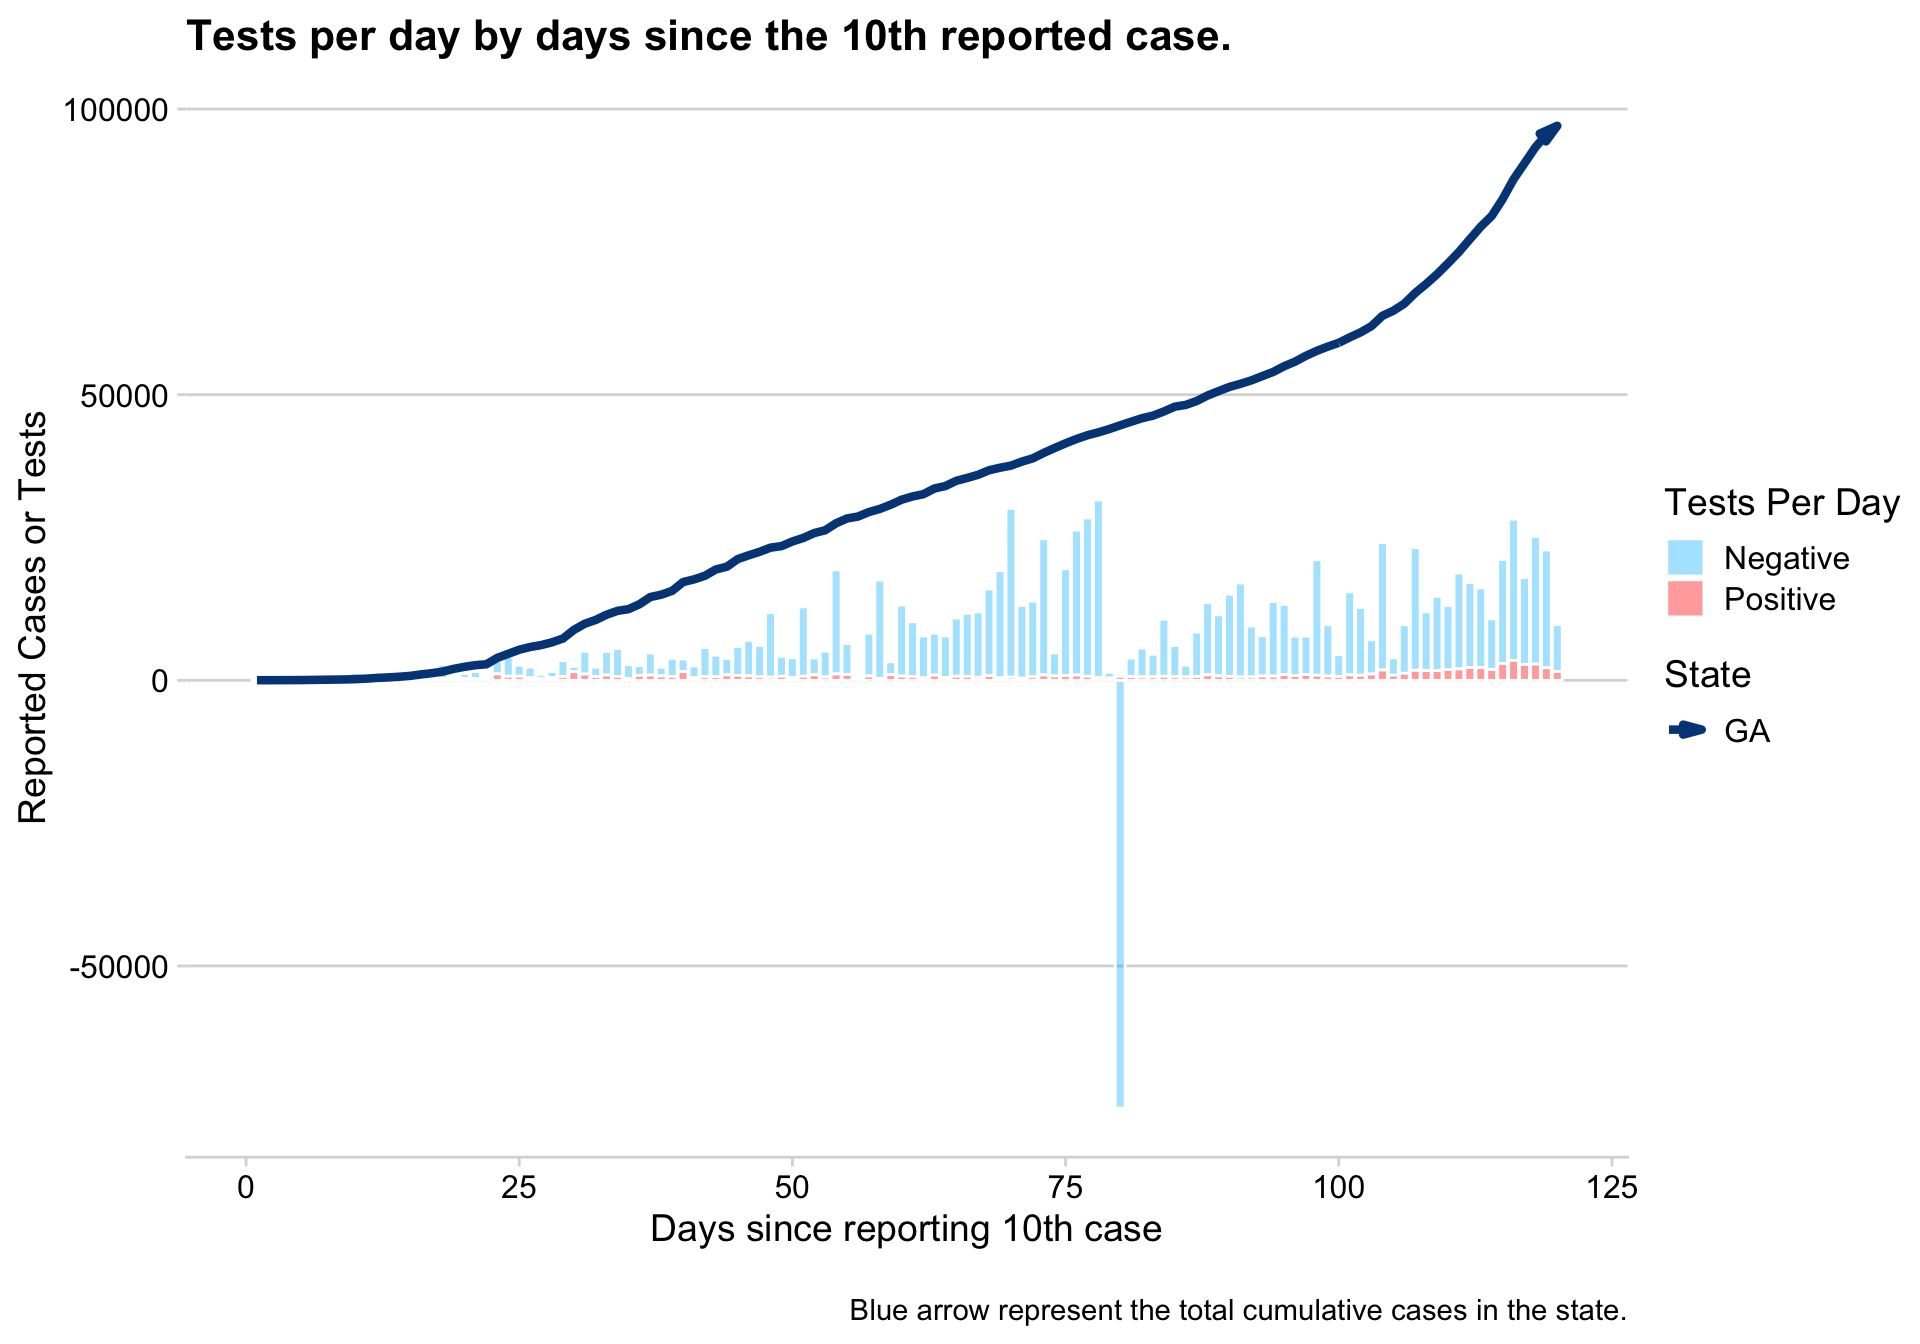 Tests per day by days since the 10th reported case.
100000
50000
0
-50000
Reported Cases or Tests
0 25 50 75 100 125
Days since reporting 10th case
Tests Per Day
Negative
Positive
State
GA
Blue arrow represent the total cumulative cases in the state.